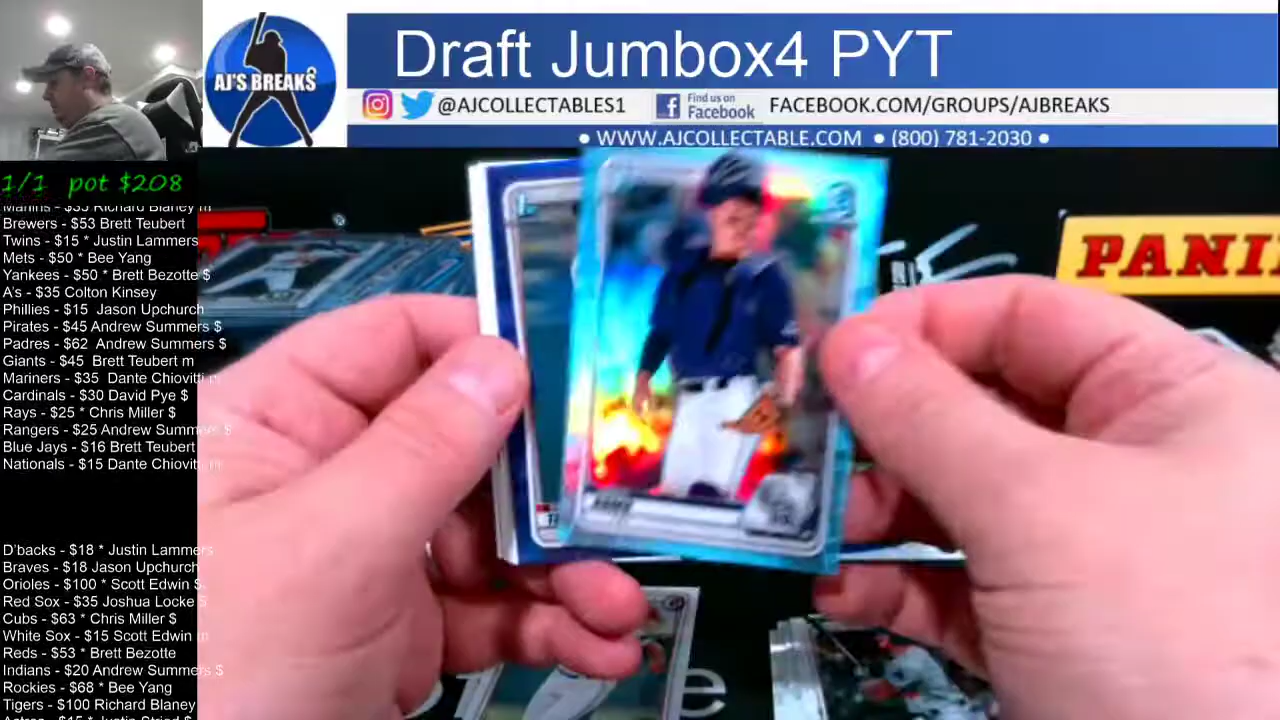 Draft Jumbox4 PYT
AJ'S BREAKS
@AJCOLLECTABLES1
Find us on
Facebook
FACEBOOK.COM/GROUPS/AJBREAKS
● WWW.AJCOLLECTABLE.COM ● (800) 781-2030 ●
1/1 pot $208
Marlins - $35 Richard Blaney m
Brewers - $53 Brett Teubert
Twins - $15 * Justin Lammers
Mets - $50 * Bee Yang
Yankees - $50 * Brett Bezotte $
A's - $35 Colton Kinsey
Phillies - $15 Jason Upchurch
Pirates - $45 Andrew Summers $
Padres - $62 Andrew Summers $
Giants - $45 Brett Teubert m
Mariners - $35 Dante Chiovitti m
Cardinals - $30 David Pye $
Rays - $25 * Chris Miller $
Rangers - $25 Andrew Summers $
Blue Jays - $16 Brett Teubert
Nationals - $15 Dante Chiovitti m
D'backs - $18 * Justin Lammers
Braves - $18 Jason Upchurch
Orioles - $100 * Scott Edwin $
Red Sox - $35 Joshua Locke $
Cubs - $63 * Chris Miller $
White Sox - $15 Scott Edwin m
Reds - $53 * Brett Bezotte
Indians - $20 Andrew Summers $
Rockies - $68 * Bee Yang
Tigers - $100 Richard Blaney
PANI